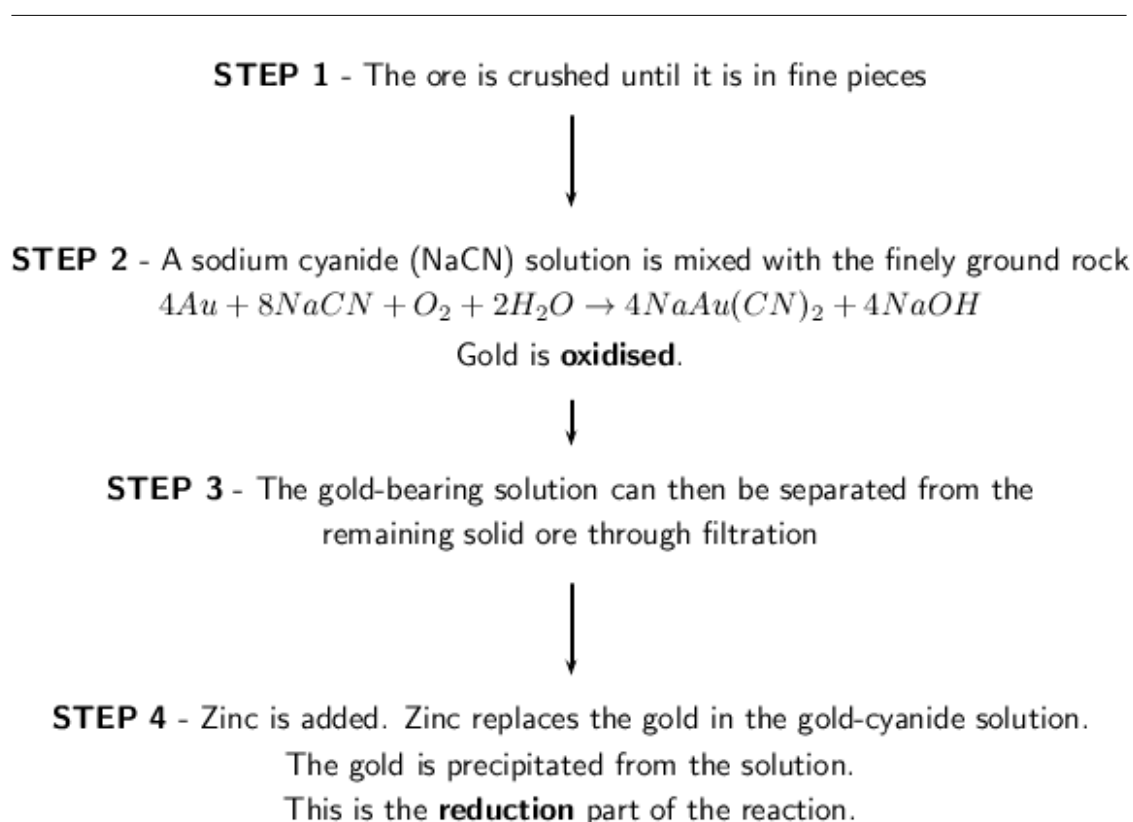 STEP 1 - The ore is crushed until it is in fine pieces
STEP 2 - A sodium cyanide (NaCN) solution is mixed with the finely ground rock
4Au + 8NaCN + O₂ + 2H₂O → 4NaAu(CN)₂ + 4NaOH
Gold is oxidised.
STEP 3 - The gold-bearing solution can then be separated from the
remaining solid ore through filtration
STEP 4 - Zinc is added. Zinc replaces the gold in the gold-cyanide solution.
The gold is precipitated from the solution.
This is the reduction part of the reaction.